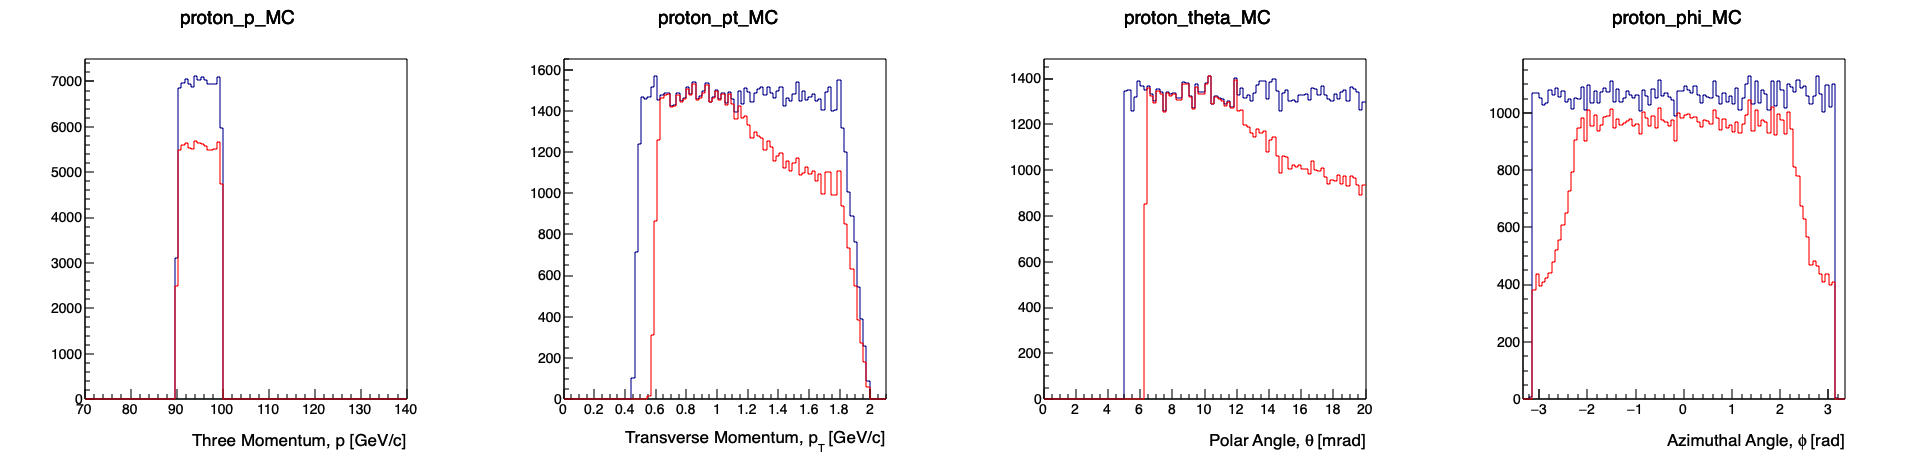 proton_p_MC
7000
6000
5000
4000
3000
2000
1000
0
70 80 90 100 110 120 130 140
Three Momentum, p [GeV/c]
proton_pt_MC
1600
1400
1200
1000
800
600
400
200
0
0 0.2 0.4 0.6 0.8 1 1.2 1.4 1.6 1.8 2
Transverse Momentum, p_T [GeV/c]
proton_theta_MC
1400
1200
1000
800
600
400
200
0
0 2 4 6 8 10 12 14 16 18 20
Polar Angle, θ [mrad]
proton_phi_MC
1000
800
600
400
200
0
−3 −2 −1 0 1 2 3
Azimuthal Angle, ϕ [rad]